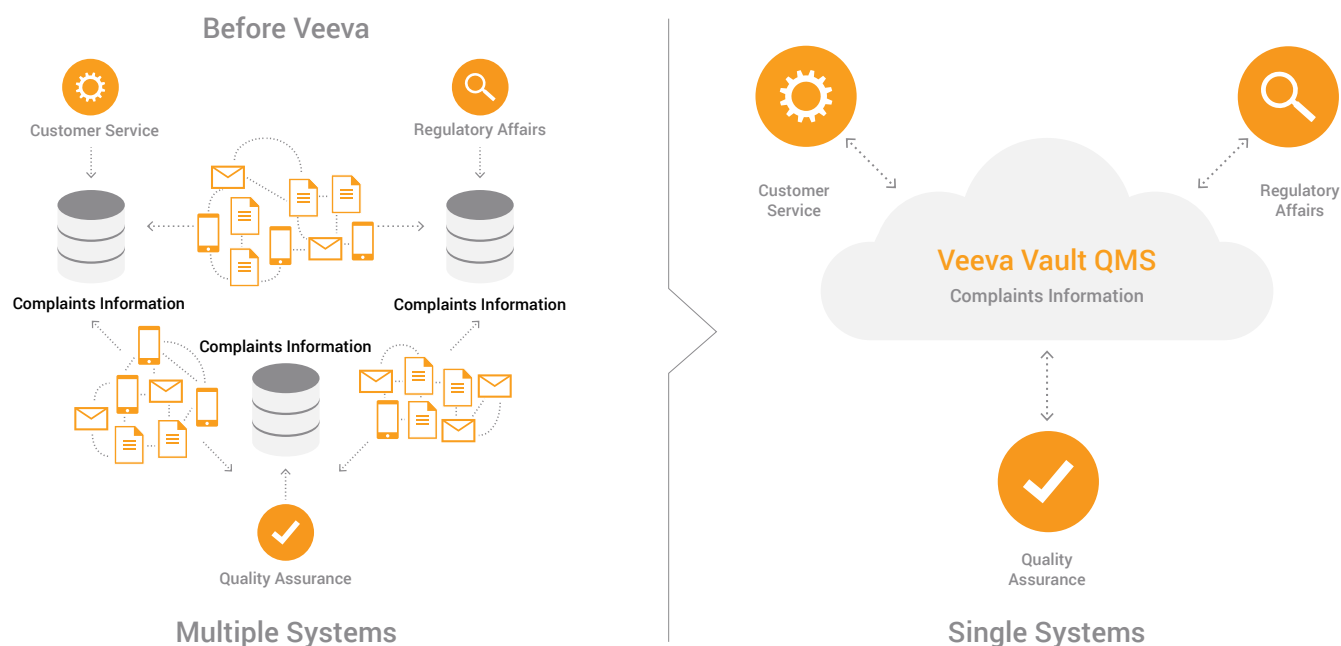 Before Veeva
Customer Service
Regulatory Affairs
Complaints Information
Complaints Information
Complaints Information
Quality Assurance
Multiple Systems
Customer
Service
Regulatory
Affairs
Veeva Vault QMS
Complaints Information
Quality
Assurance
Single Systems